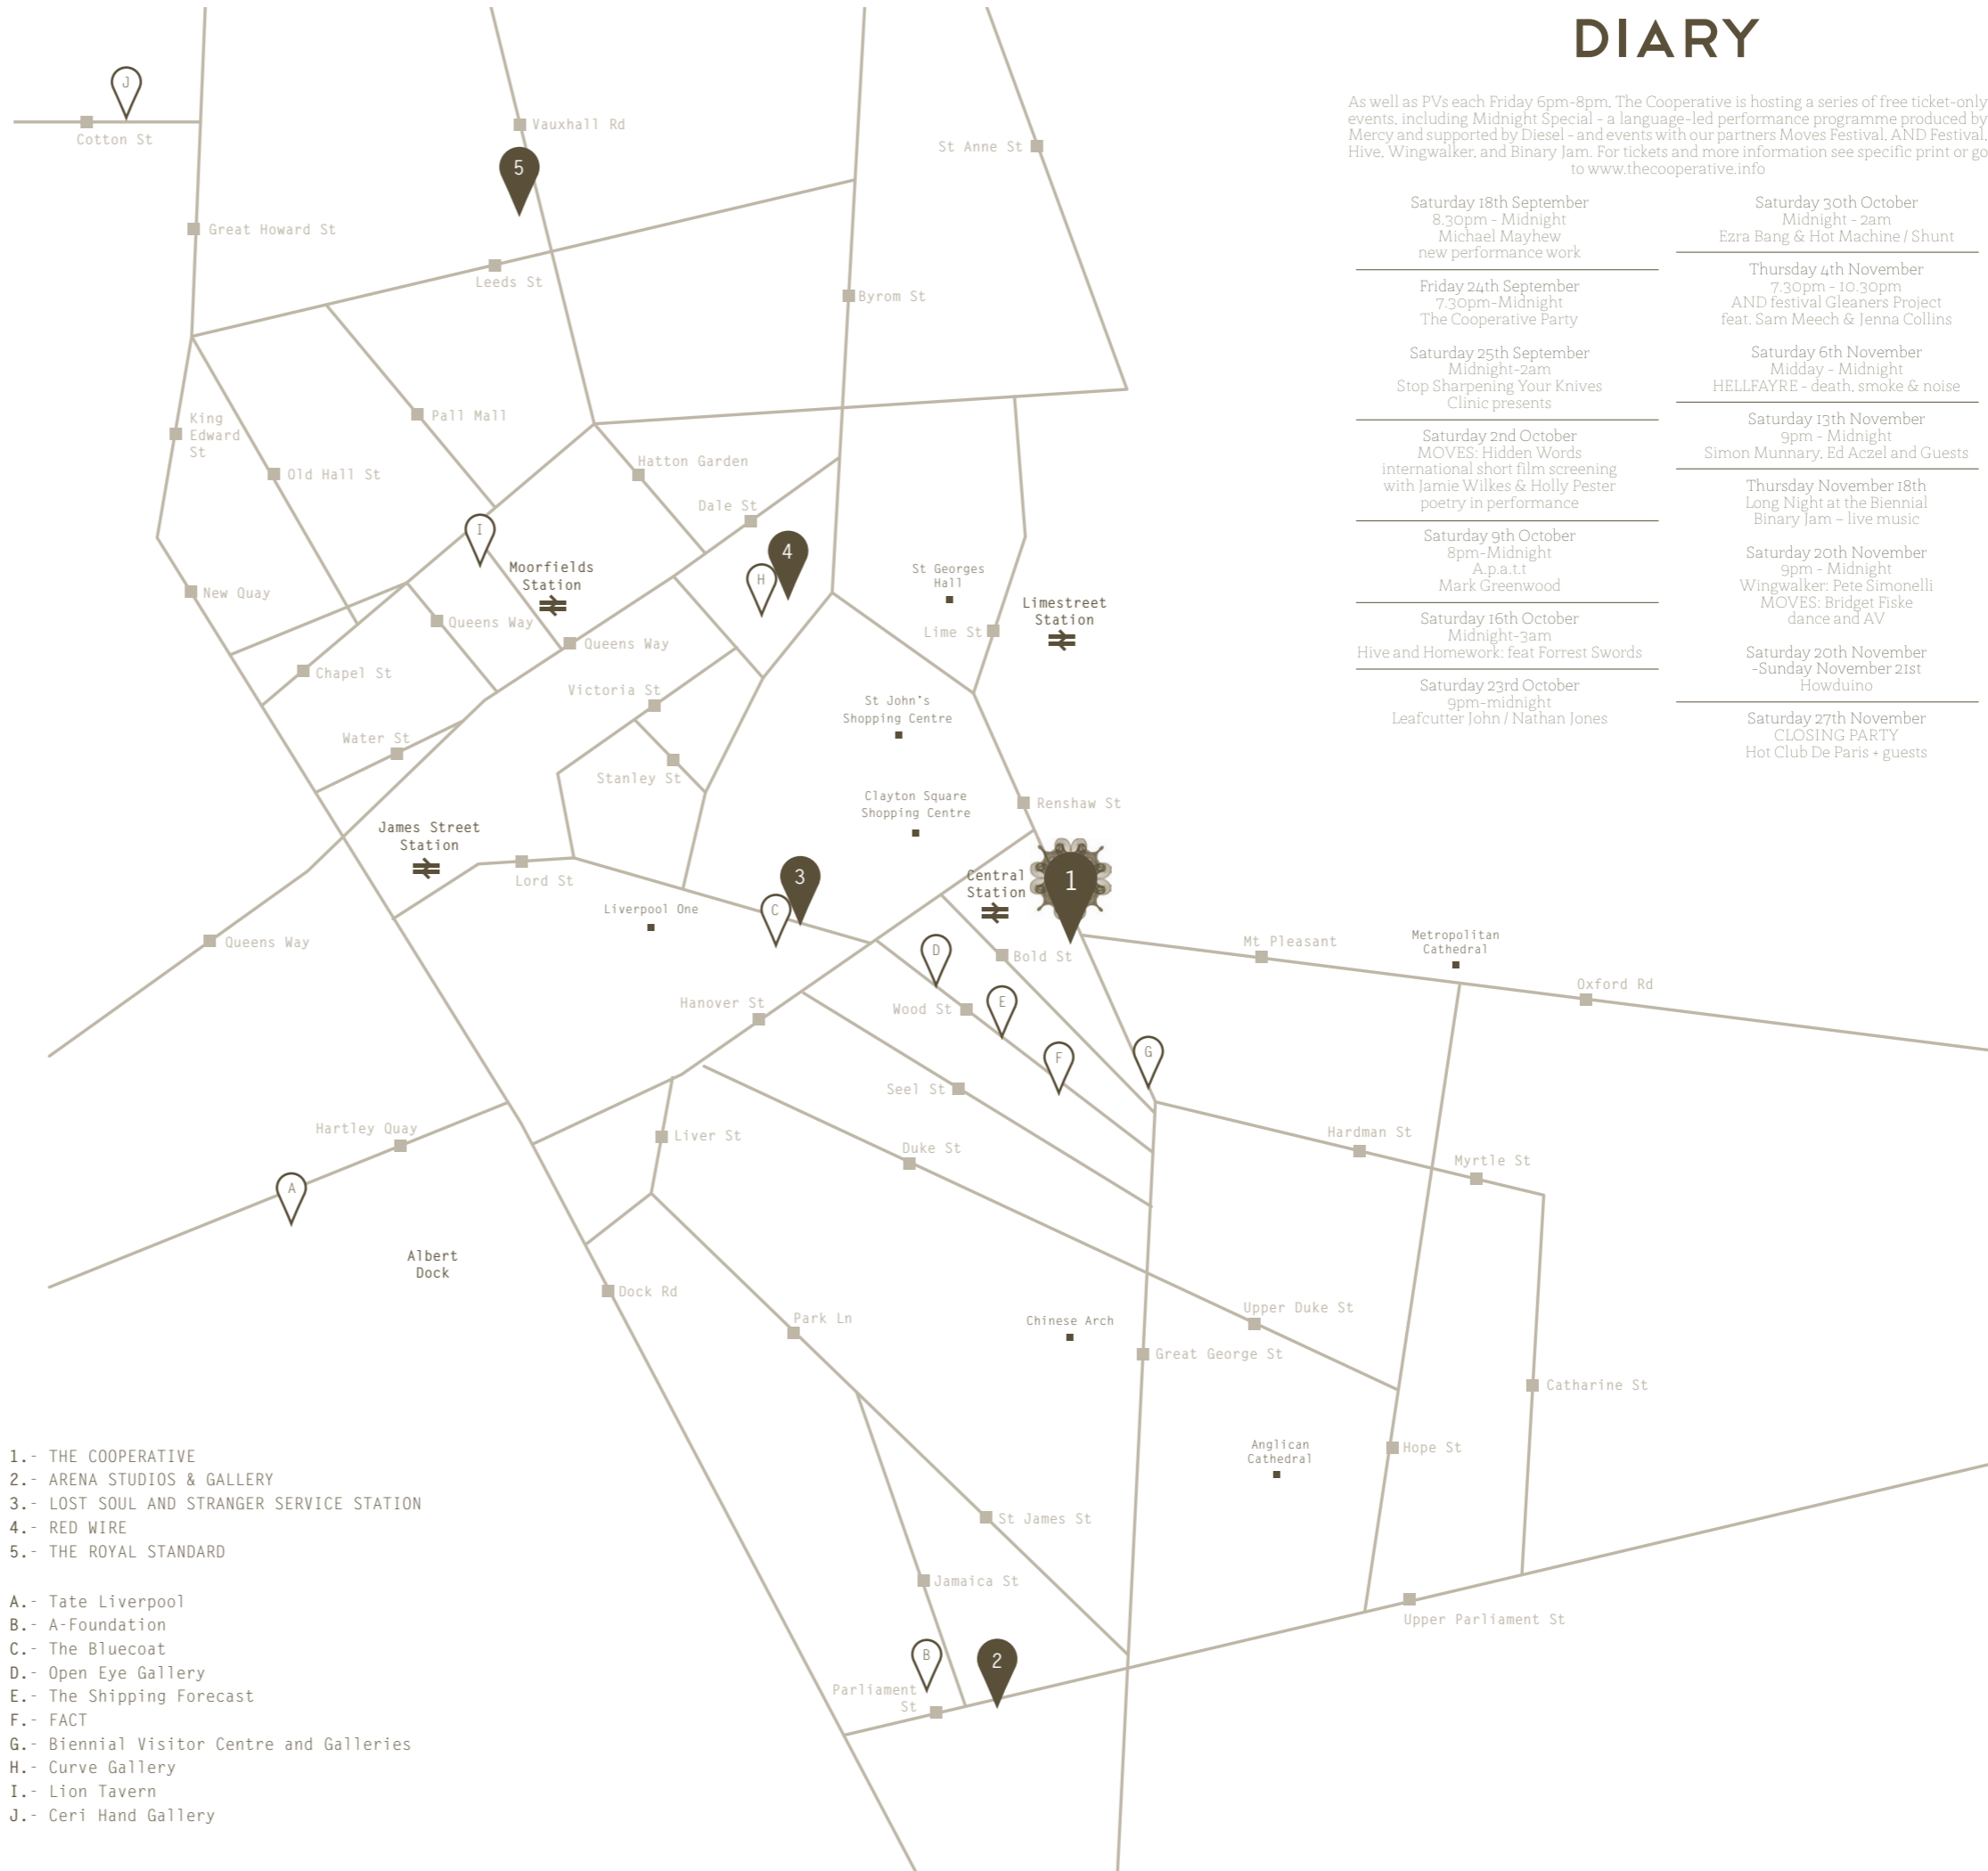 DIARY
As well as PVs each Friday 6pm-8pm, The Cooperative is hosting a series of free ticket-only
events, including Midnight Special - a language-led performance programme produced by
Mercy and supported by Diesel - and events with our partners Moves Festival, AND Festival,
Hive, Wingwalker, and Binary Jam. For tickets and more information see specific print or go
to www.thecooperative.info
Saturday 18th September
8.30pm - Midnight
Michael Mayhew
new performance work
Friday 24th September
7.30pm-Midnight
The Cooperative Party
Saturday 25th September
Midnight-2am
Stop Sharpening Your Knives
Clinic presents
Saturday 2nd October
MOVES: Hidden Words
international short film screening
with Jamie Wilkes & Holly Pester
poetry in performance
Saturday 9th October
8pm-Midnight
A.p.a.t.t
Mark Greenwood
Saturday 16th October
Midnight-3am
Hive and Homework: feat Forrest Swords
Saturday 23rd October
9pm-midnight
Leafcutter John / Nathan Jones
Saturday 30th October
Midnight - 2am
Ezra Bang & Hot Machine / Shunt
Thursday 4th November
7.30pm - 10.30pm
AND festival Gleaners Project
feat. Sam Meech & Jenna Collins
Saturday 6th November
Midday - Midnight
HELLFAYRE - death, smoke & noise
Saturday 13th November
9pm - Midnight
Simon Munnary, Ed Aczel and Guests
Thursday November 18th
Long Night at the Biennial
Binary Jam – live music
Saturday 20th November
9pm - Midnight
Wingwalker: Pete Simonelli
MOVES: Bridget Fiske
dance and AV
Saturday 20th November
-Sunday November 21st
Howduino
Saturday 27th November
CLOSING PARTY
Hot Club De Paris + guests
J
Cotton St
Vauxhall Rd
5
St Anne St
Great Howard St
Leeds St
Byrom St
King
Edward
St
Pall Mall
Old Hall St
Hatton Garden
Dale St
I
Moorfields
Station
H
4
St Georges
Hall
Limestreet
Station
New Quay
Queens Way
Queens Way
Lime St
Chapel St
Victoria St
St John's
Shopping Centre
Water St
Stanley St
Clayton Square
Shopping Centre
Renshaw St
James Street
Station
Lord St
3
C
Liverpool One
Central
Station
1
Queens Way
D
Bold St
Mt Pleasant
Metropolitan
Cathedral
Oxford Rd
Hanover St
Wood St
E
F
G
Seel St
Hartley Quay
Liver St
Duke St
Hardman St
Myrtle St
A
Albert
Dock
Dock Rd
Park Ln
Chinese Arch
Upper Duke St
Great George St
Catharine St
Anglican
Cathedral
Hope St
St James St
Jamaica St
Upper Parliament St
B
2
Parliament
St
1.- THE COOPERATIVE
2.- ARENA STUDIOS & GALLERY
3.- LOST SOUL AND STRANGER SERVICE STATION
4.- RED WIRE
5.- THE ROYAL STANDARD
A.- Tate Liverpool
B.- A-Foundation
C.- The Bluecoat
D.- Open Eye Gallery
E.- The Shipping Forecast
F.- FACT
G.- Biennial Visitor Centre and Galleries
H.- Curve Gallery
I.- Lion Tavern
J.- Ceri Hand Gallery